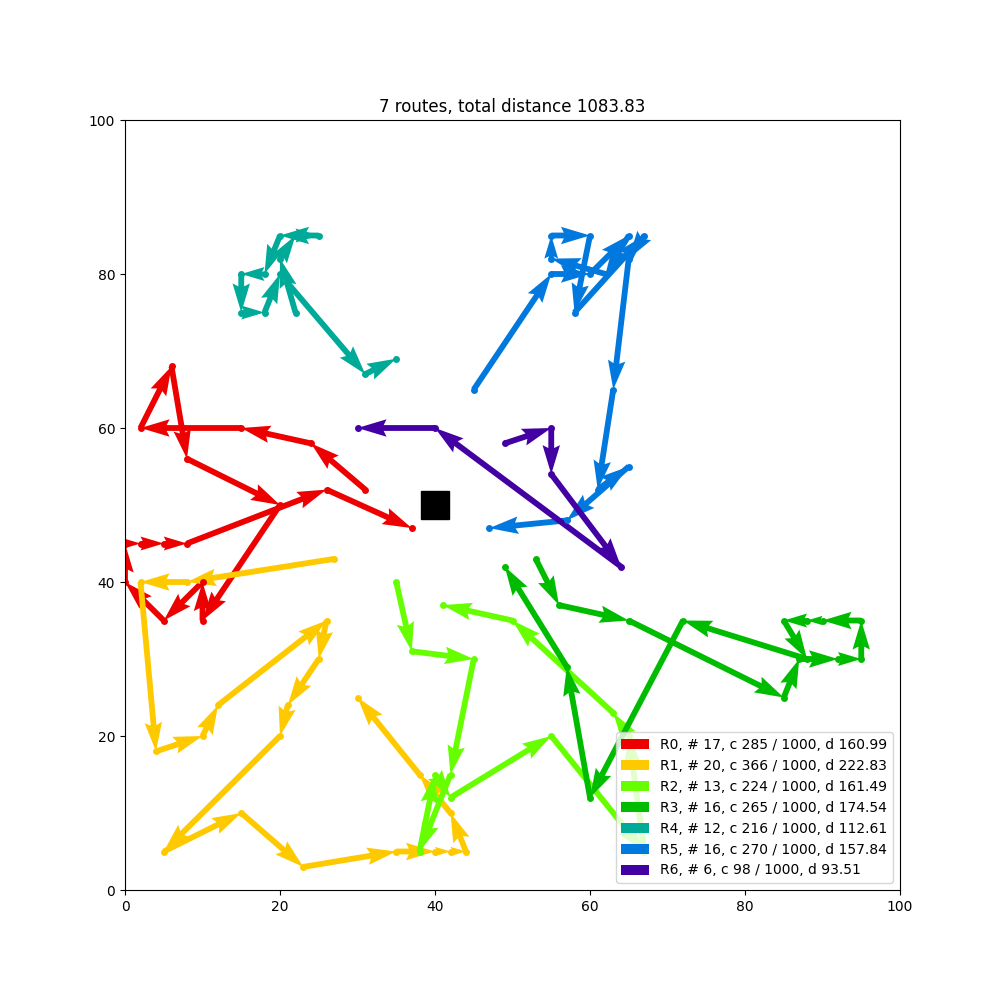 7 routes, total distance 1083.83
100
80
60
40
20
0
0 20 40 60 80 100
R0, # 17, c 285 / 1000, d 160.99
R1, # 20, c 366 / 1000, d 222.83
R2, # 13, c 224 / 1000, d 161.49
R3, # 16, c 265 / 1000, d 174.54
R4, # 12, c 216 / 1000, d 112.61
R5, # 16, c 270 / 1000, d 157.84
R6, # 6, c 98 / 1000, d 93.51